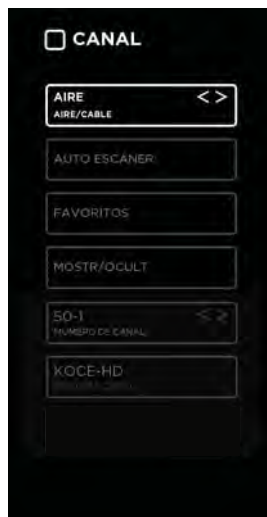 CANAL
AIRE < >
AIRE/CABLE
AUTO ESCANER
FAVORITOS
MOSTR/OCULT
50-1 < >
NUMERO DE CANAL
KOCE-HD